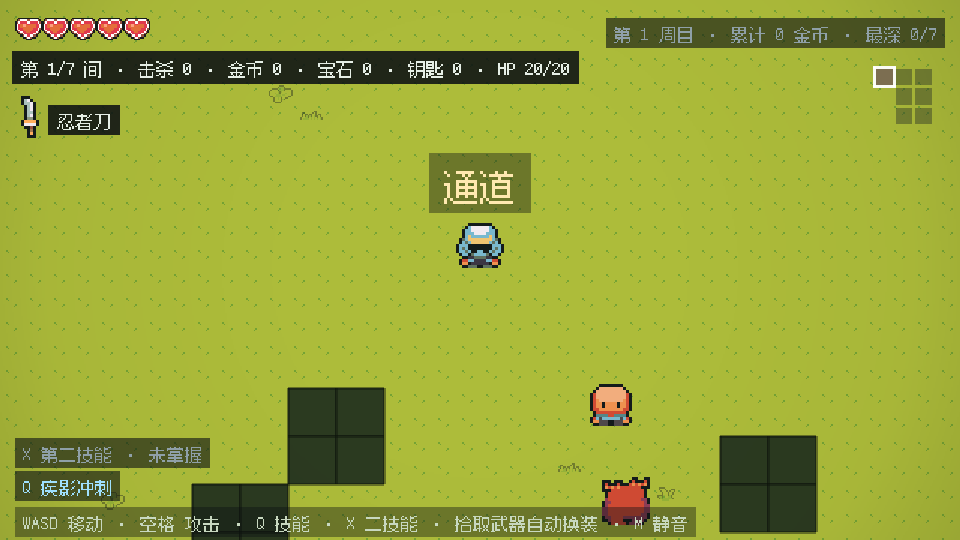 第 1 周目 · 累计 0 金币 · 最深 0/7
第 1/7 间 · 击杀 0 · 金币 0 · 宝石 0 · 钥匙 0 · HP 20/20
忍者刀
通道
X 第二技能 · 未掌握
Q 疾影冲刺
WASD 移动 · 空格 攻击 · Q 技能 · X 二技能 · 拾取武器自动换装 · M 静音